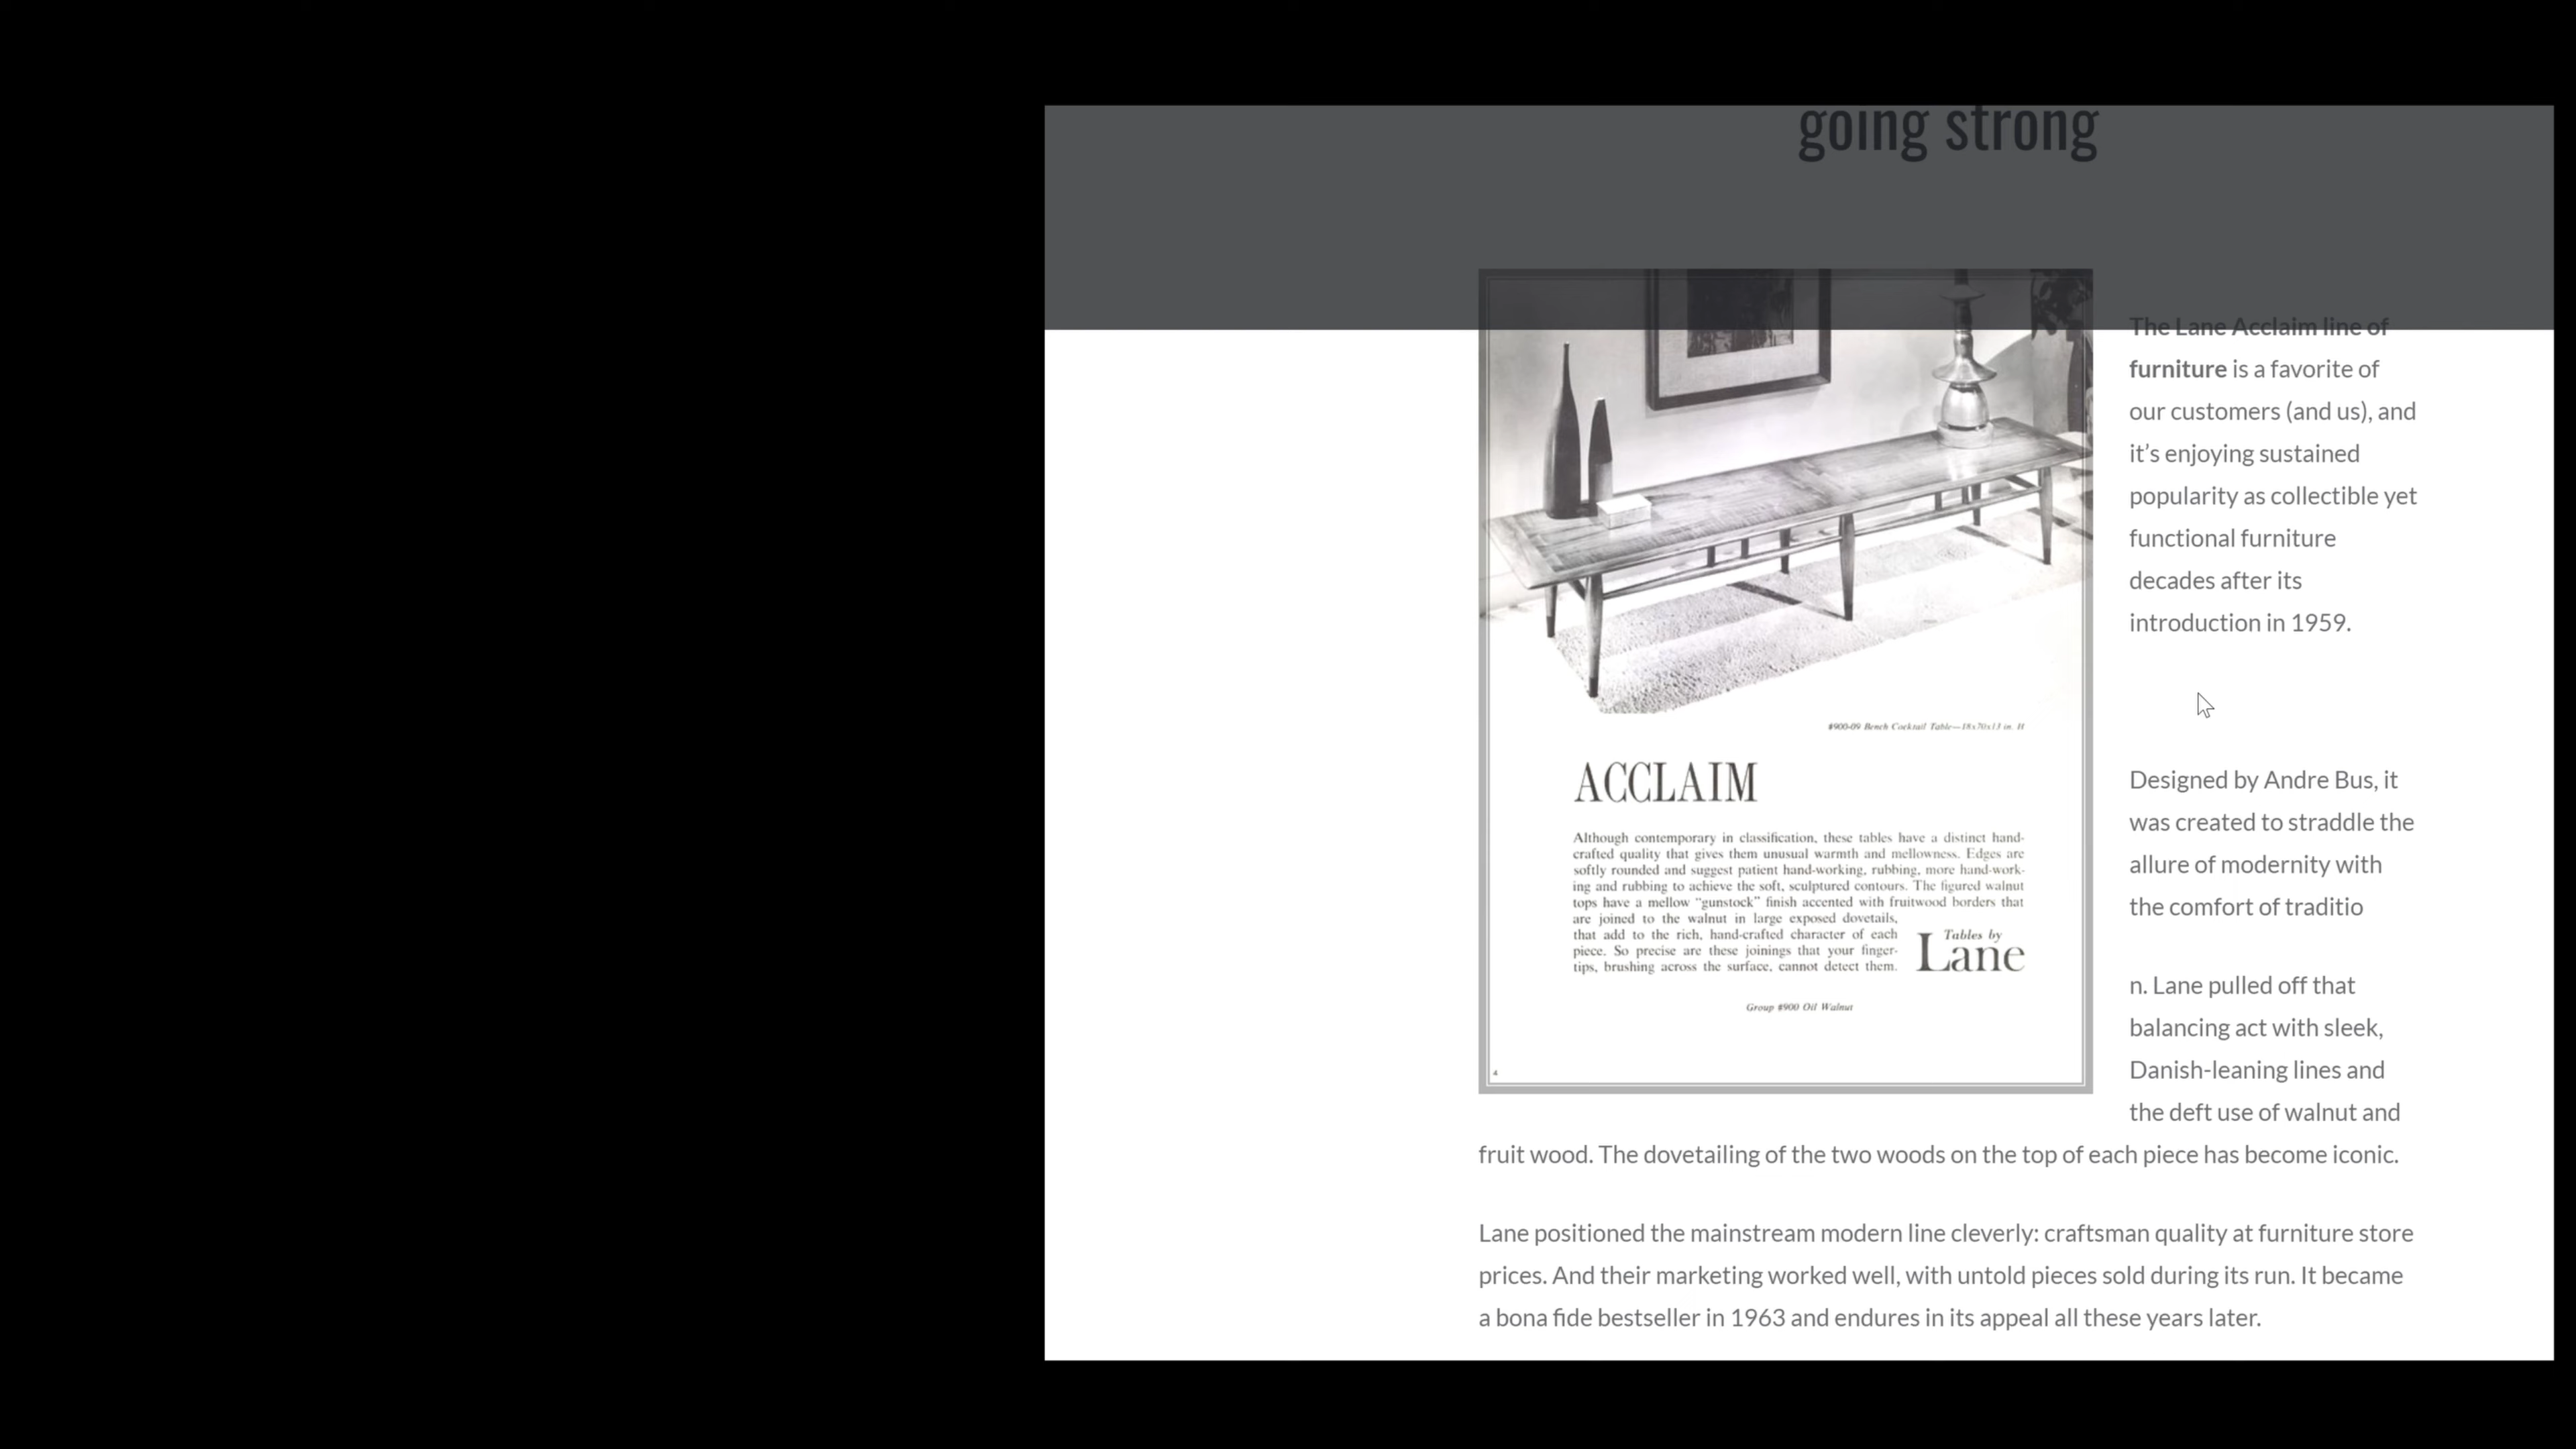 going strong
The Lane Acclaim line of
furniture is a favorite of
our customers (and us), and
it’s enjoying sustained
popularity as collectible yet
functional furniture
decades after its
introduction in 1959.
Designed by Andre Bus, it
was created to straddle the
allure of modernity with
the comfort of traditio
n. Lane pulled off that
balancing act with sleek,
Danish-leaning lines and
the deft use of walnut and
fruit wood. The dovetailing of the two woods on the top of each piece has become iconic.
Lane positioned the mainstream modern line cleverly: craftsman quality at furniture store
prices. And their marketing worked well, with untold pieces sold during its run. It became
a bona fide bestseller in 1963 and endures in its appeal all these years later.
#900-09 Bench Cocktail Table—18x70x13 in. H
ACCLAIM
Although contemporary in classification, these tables have a distinct hand-
crafted quality that gives them unusual warmth and mellowness. Edges are
softly rounded and suggest patient hand-working, rubbing, more hand-work-
ing and rubbing to achieve the soft, sculptured contours. The figured walnut
tops have a mellow “gunstock” finish accented with fruitwood borders that
are joined to the walnut in large exposed dovetails,
that add to the rich, hand-crafted character of each
piece. So precise are these joinings that your finger-
tips, brushing across the surface, cannot detect them.
Tables by
Lane
Group #900 Oil Walnut
4